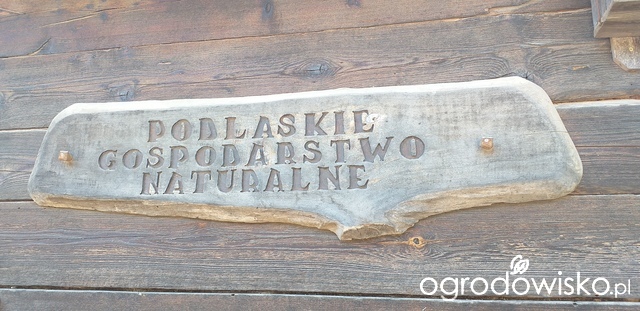 PODLASKIE
GOSPODARSTWO
NATURALNE
ogrodowisko.pl